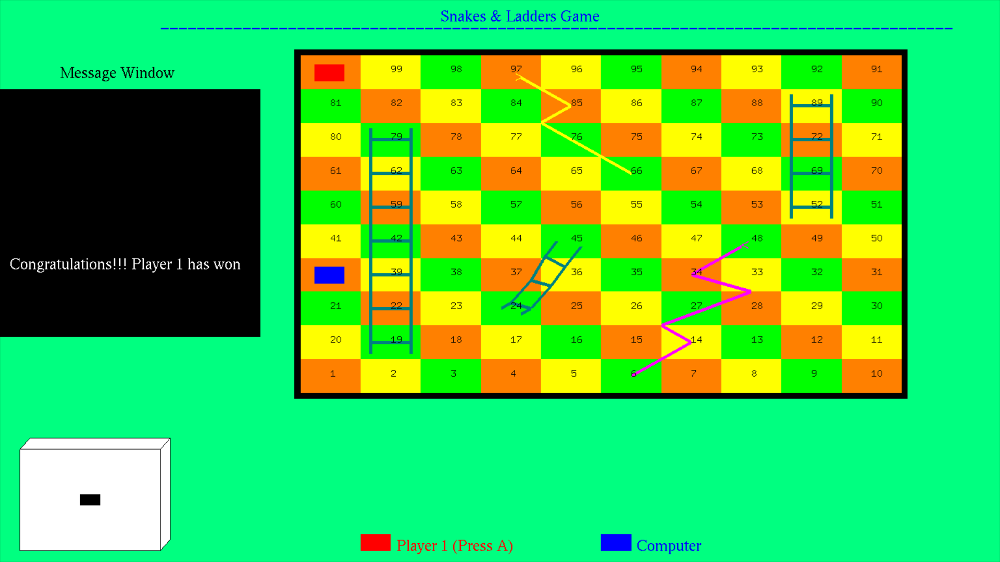 Snakes & Ladders Game
Message Window
99 98 97 96 95 94 93 92 91
81 82 83 84 85 86 87 88 89 90
80 79 78 77 76 75 74 73 72 71
61 62 63 64 65 66 67 68 69 70
60 59 58 57 56 55 54 53 52 51
41 42 43 44 45 46 47 48 49 50
Congratulations!!! Player 1 has won
39 38 37 36 35 34 33 32 31
21 22 23 24 25 26 27 28 29 30
20 19 18 17 16 15 14 13 12 11
1 2 3 4 5 6 7 8 9 10
Player 1 (Press A)
Computer